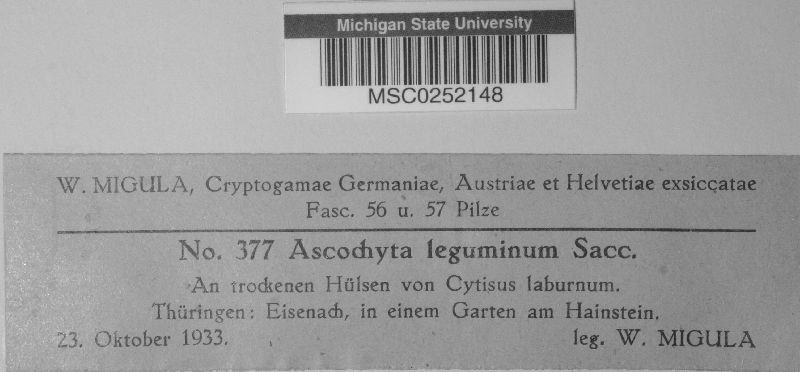 Michigan State University
MSC0252148
W. MIGULA, Cryptogamae Germaniae, Austriae et Helvetiae exsiccatae
Fasc. 56 u. 57 Pilze
No. 377 Ascochyta leguminum Sacc.
An trockenen Hülsen von Cytisus laburnum.
Thüringen: Eisenach, in einem Garten am Hainstein.
23. Oktober 1933. leg. W. MIGULA